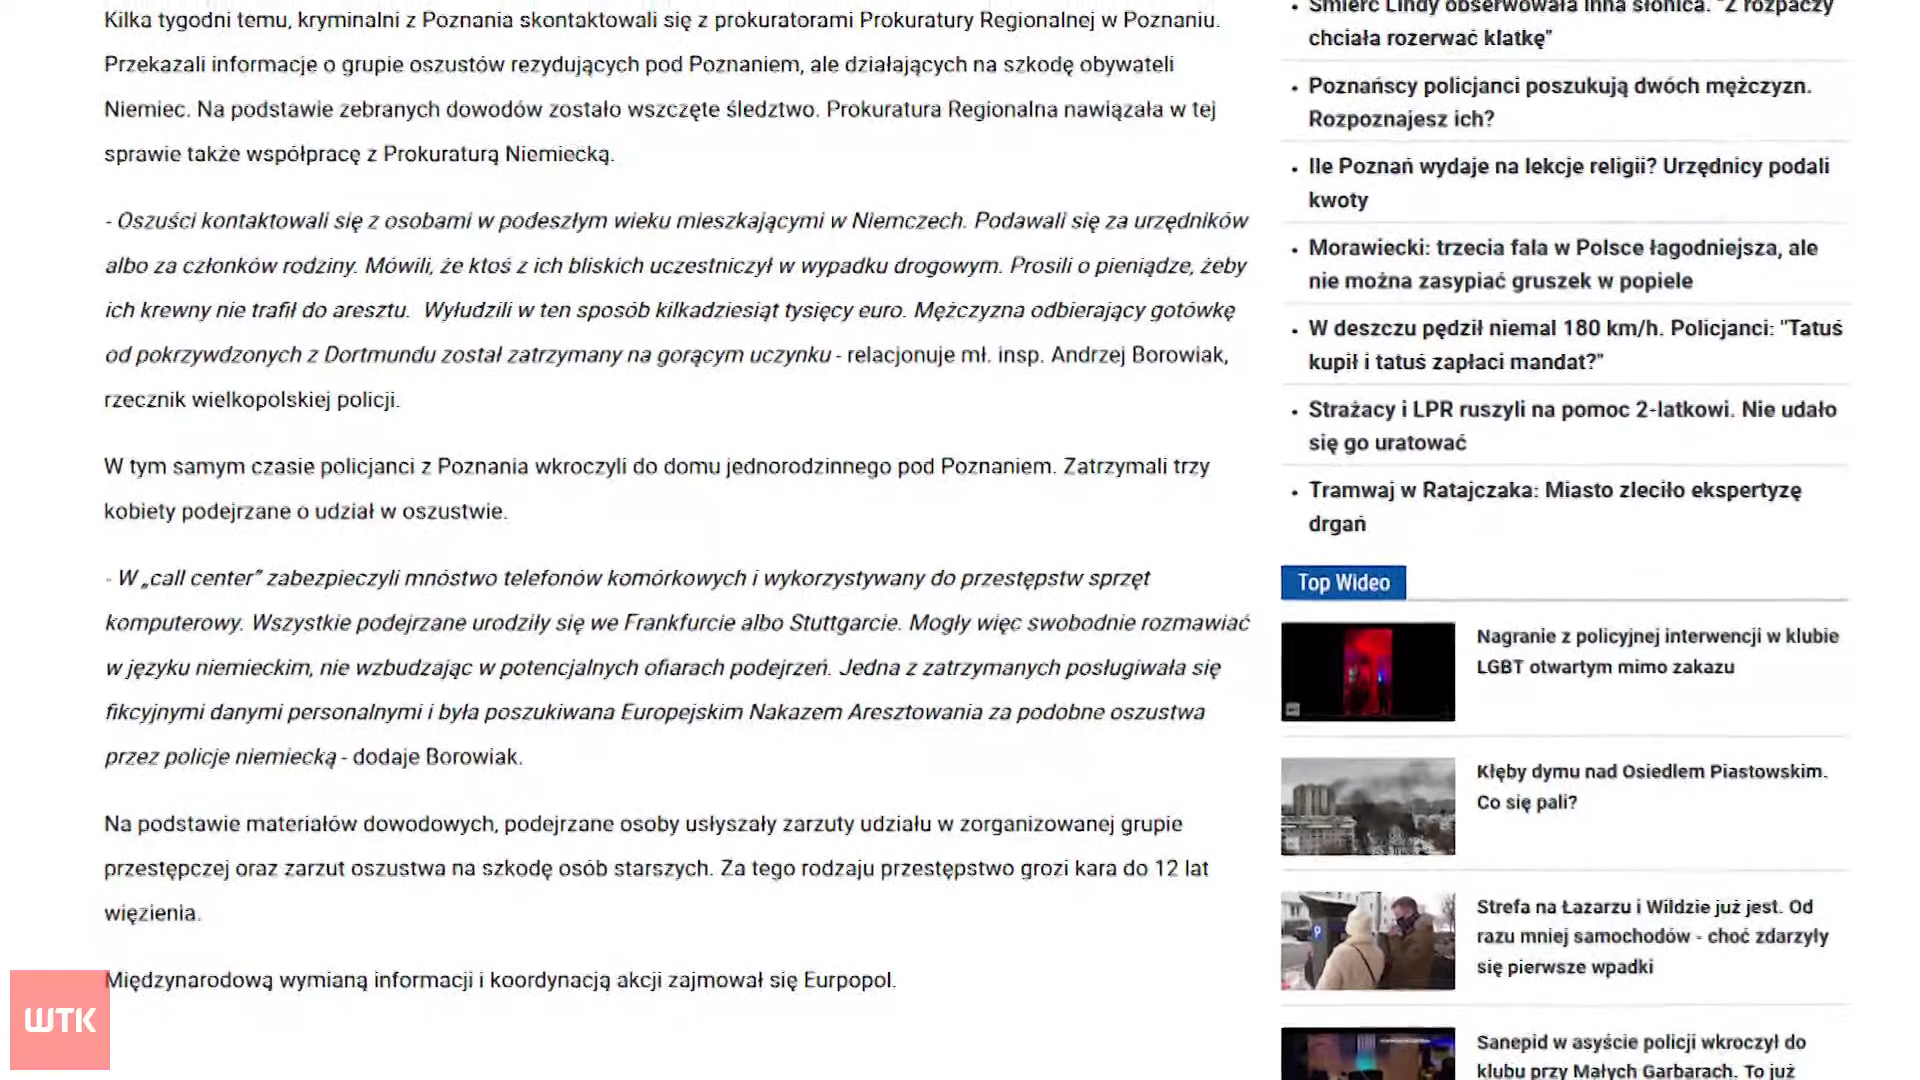 Kilka tygodni temu, kryminalni z Poznania skontaktowali się z prokuratorami Prokuratury Regionalnej w Poznaniu.
Przekazali informacje o grupie oszustów rezydujących pod Poznaniem, ale działających na szkodę obywateli
Niemiec. Na podstawie zebranych dowodów zostało wszczęte śledztwo. Prokuratura Regionalna nawiązała w tej
sprawie także współpracę z Prokuraturą Niemiecką.
- Oszuści kontaktowali się z osobami w podeszłym wieku mieszkającymi w Niemczech. Podawali się za urzędników
albo za członków rodziny. Mówili, że ktoś z ich bliskich uczestniczył w wypadku drogowym. Prosili o pieniądze, żeby
ich krewny nie trafił do aresztu. Wyłudzili w ten sposób kilkadziesiąt tysięcy euro. Mężczyzna odbierający gotówkę
od pokrzywdzonych z Dortmundu został zatrzymany na gorącym uczynku - relacjonuje mł. insp. Andrzej Borowiak,
rzecznik wielkopolskiej policji.
W tym samym czasie policjanci z Poznania wkroczyli do domu jednorodzinnego pod Poznaniem. Zatrzymali trzy
kobiety podejrzane o udział w oszustwie.
- W „call center” zabezpieczyli mnóstwo telefonów komórkowych i wykorzystywany do przestępstw sprzęt
komputerowy. Wszystkie podejrzane urodziły się we Frankfurcie albo Stuttgarcie. Mogły więc swobodnie rozmawiać
w języku niemieckim, nie wzbudzając w potencjalnych ofiarach podejrzeń. Jedna z zatrzymanych posługiwała się
fikcyjnymi danymi personalnymi i była poszukiwana Europejskim Nakazem Aresztowania za podobne oszustwa
przez policje niemiecką - dodaje Borowiak.
Na podstawie materiałów dowodowych, podejrzane osoby usłyszały zarzuty udziału w zorganizowanej grupie
przestępczej oraz zarzut oszustwa na szkodę osób starszych. Za tego rodzaju przestępstwo grozi kara do 12 lat
więzienia.
Międzynarodową wymianą informacji i koordynacją akcji zajmował się Eurpopol.
WTK
• Śmierć Lindy obserwowała inna słonica. "Z rozpaczy
chciała rozerwać klatkę"
• Poznańscy policjanci poszukują dwóch mężczyzn.
Rozpoznajesz ich?
• Ile Poznań wydaje na lekcje religii? Urzędnicy podali
kwoty
• Morawiecki: trzecia fala w Polsce łagodniejsza, ale
nie można zasypiać gruszek w popiele
• W deszczu pędził niemal 180 km/h. Policjanci: "Tatuś
kupił i tatuś zapłaci mandat?"
• Strażacy i LPR ruszyli na pomoc 2-latkowi. Nie udało
się go uratować
• Tramwaj w Ratajczaka: Miasto zleciło ekspertyzę
drgań
Top Wideo
Nagranie z policyjnej interwencji w klubie
LGBT otwartym mimo zakazu
Kłęby dymu nad Osiedlem Piastowskim.
Co się pali?
Strefa na Łazarzu i Wildzie już jest. Od
razu mniej samochodów - choć zdarzyły
się pierwsze wpadki
Sanepid w asyście policji wkroczył do
klubu przy Małych Garbarach. To już